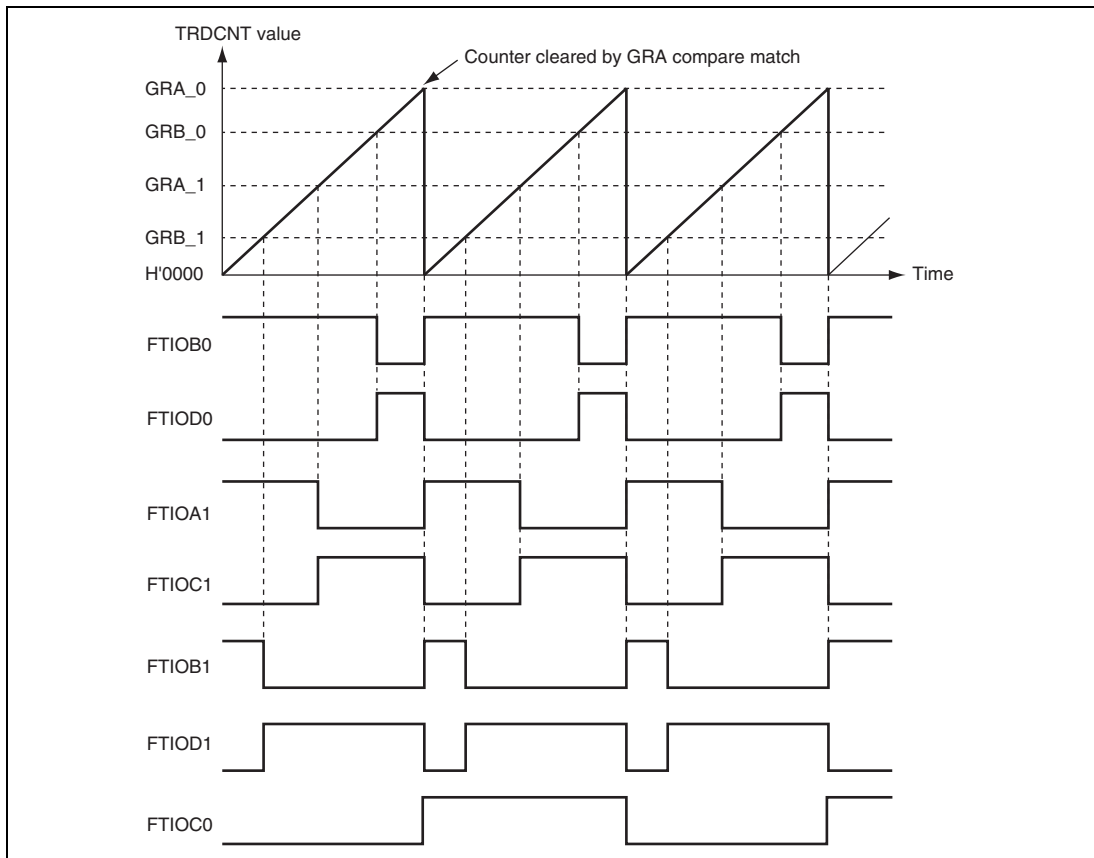 TRDCNT value
Counter cleared by GRA compare match
GRA_0
GRB_0
GRA_1
GRB_1
H'0000
Time
FTIOB0
FTIOD0
FTIOA1
FTIOC1
FTIOB1
FTIOD1
FTIOC0